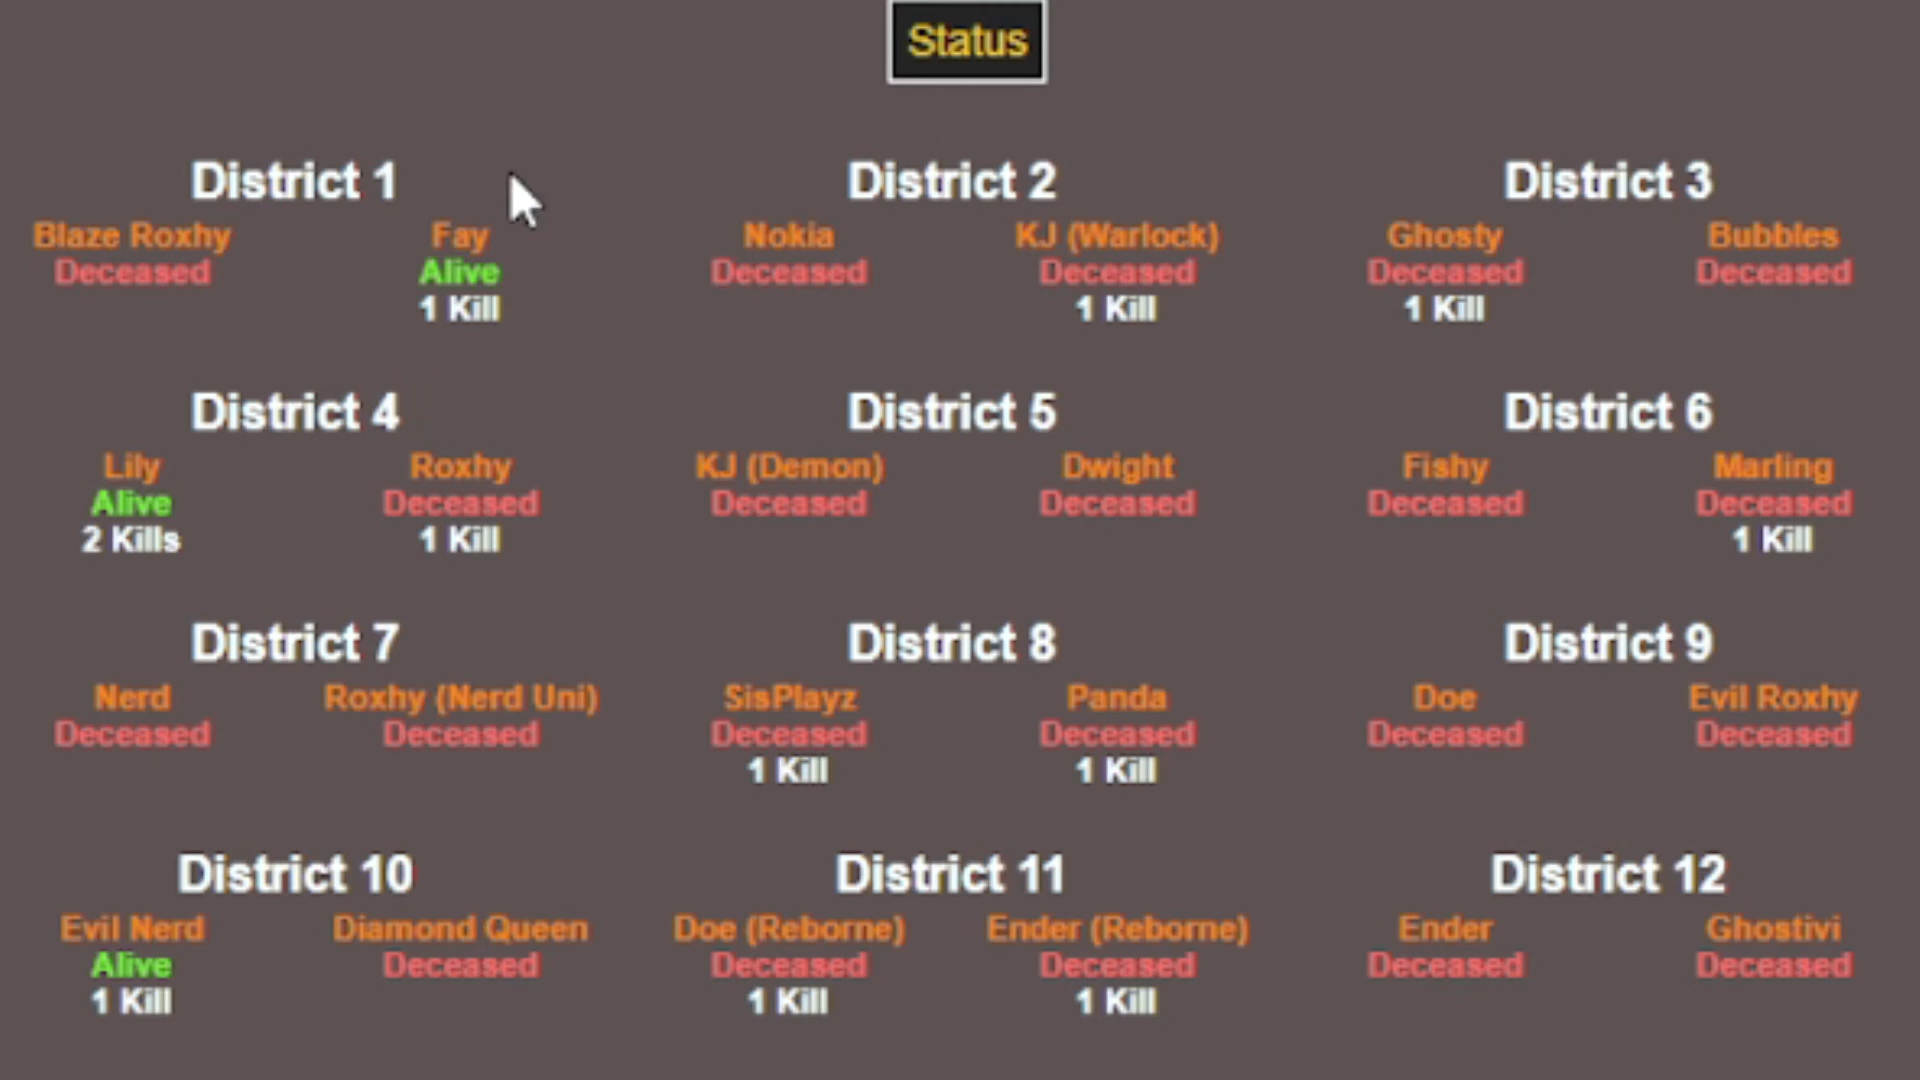 Status
District 1
Blaze Roxhy
Deceased
Fay
Alive
1 Kill
District 2
Nokia
Deceased
KJ (Warlock)
Deceased
1 Kill
District 3
Ghosty
Deceased
1 Kill
Bubbles
Deceased
District 4
Lily
Alive
2 Kills
Roxhy
Deceased
1 Kill
District 5
KJ (Demon)
Deceased
Dwight
Deceased
District 6
Fishy
Deceased
Marling
Deceased
1 Kill
District 7
Nerd
Deceased
Roxhy (Nerd Uni)
Deceased
District 8
SisPlayz
Deceased
1 Kill
Panda
Deceased
1 Kill
District 9
Doe
Deceased
Evil Roxhy
Deceased
District 10
Evil Nerd
Alive
1 Kill
Diamond Queen
Deceased
District 11
Doe (Reborne)
Deceased
1 Kill
Ender (Reborne)
Deceased
1 Kill
District 12
Ender
Deceased
Ghostivi
Deceased